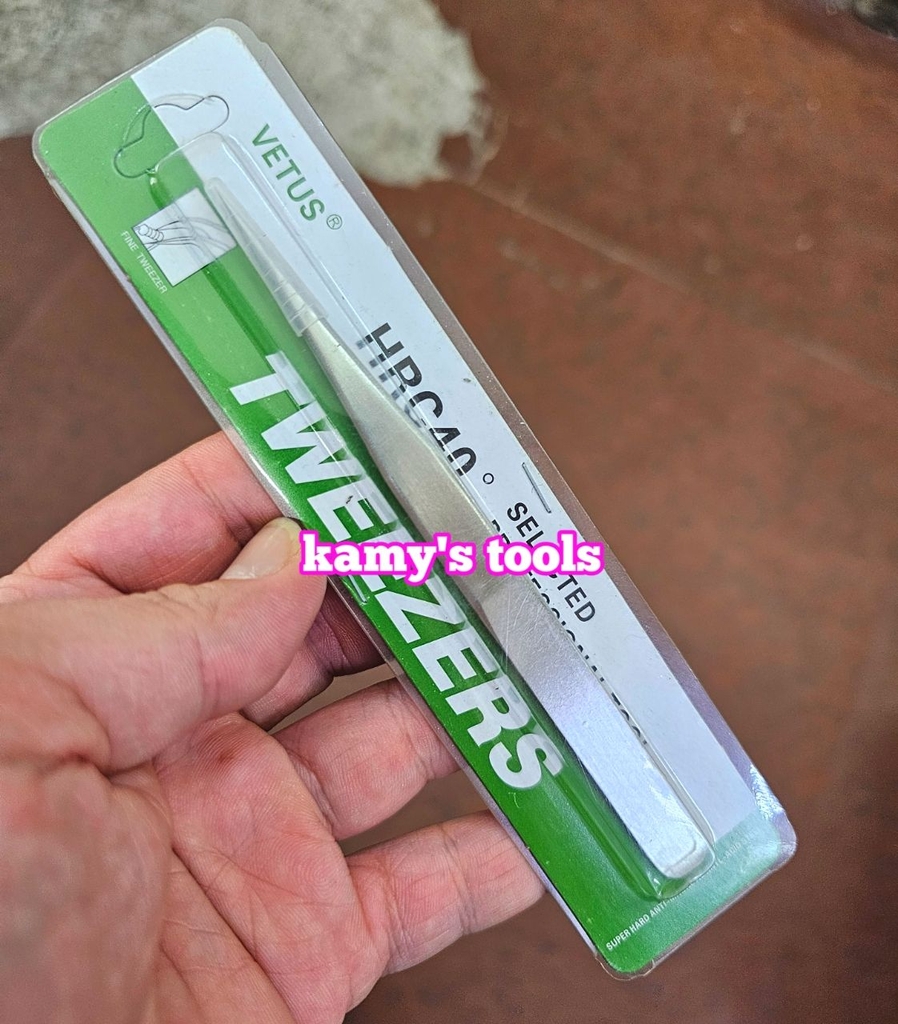 VETUS®
FINE TWEEZER
HRC40°
SELECTED
TWEEZERS
kamy's tools
SUPER HARD ANTI-